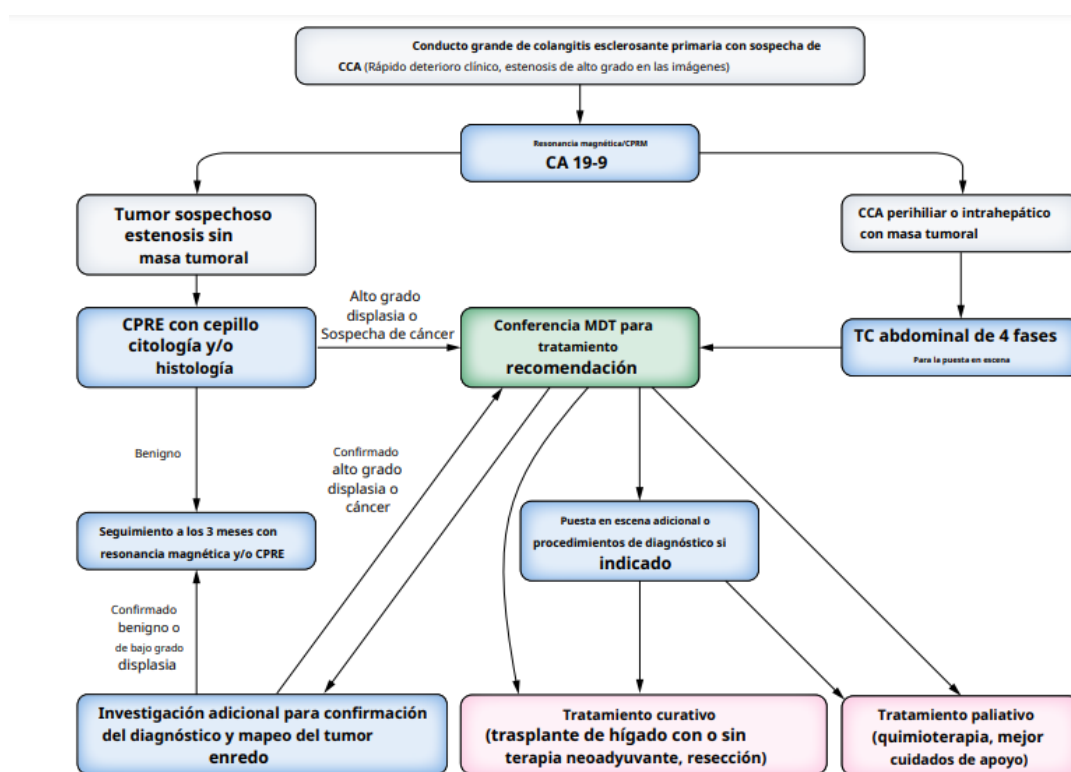 Conducto grande de colangitis esclerosante primaria con sospecha de
CCA (Rápido deterioro clínico, estenosis de alto grado en las imágenes)
Resonancia magnética/CPRM
CA 19-9
Tumor sospechoso
estenosis sin
masa tumoral
CCA perihiliar o intrahepático
con masa tumoral
CPRE con cepillo
citología y/o
histología
Alto grado
displasia o
Sospecha de cáncer
Conferencia MDT para
tratamiento
recomendación
TC abdominal de 4 fases
Para la puesta en escena
Benigno
Confirmado
alto grado
displasia o
cáncer
Seguimiento a los 3 meses con
resonancia magnética y/o CPRE
Puesta en escena adicional o
procedimientos de diagnóstico si
indicado
Confirmado
benigno o
de bajo grado
displasia
Investigación adicional para confirmación
del diagnóstico y mapeo del tumor
enredo
Tratamiento curativo
(trasplante de hígado con o sin
terapia neoadyuvante, resección)
Tratamiento paliativo
(quimioterapia, mejor
cuidados de apoyo)